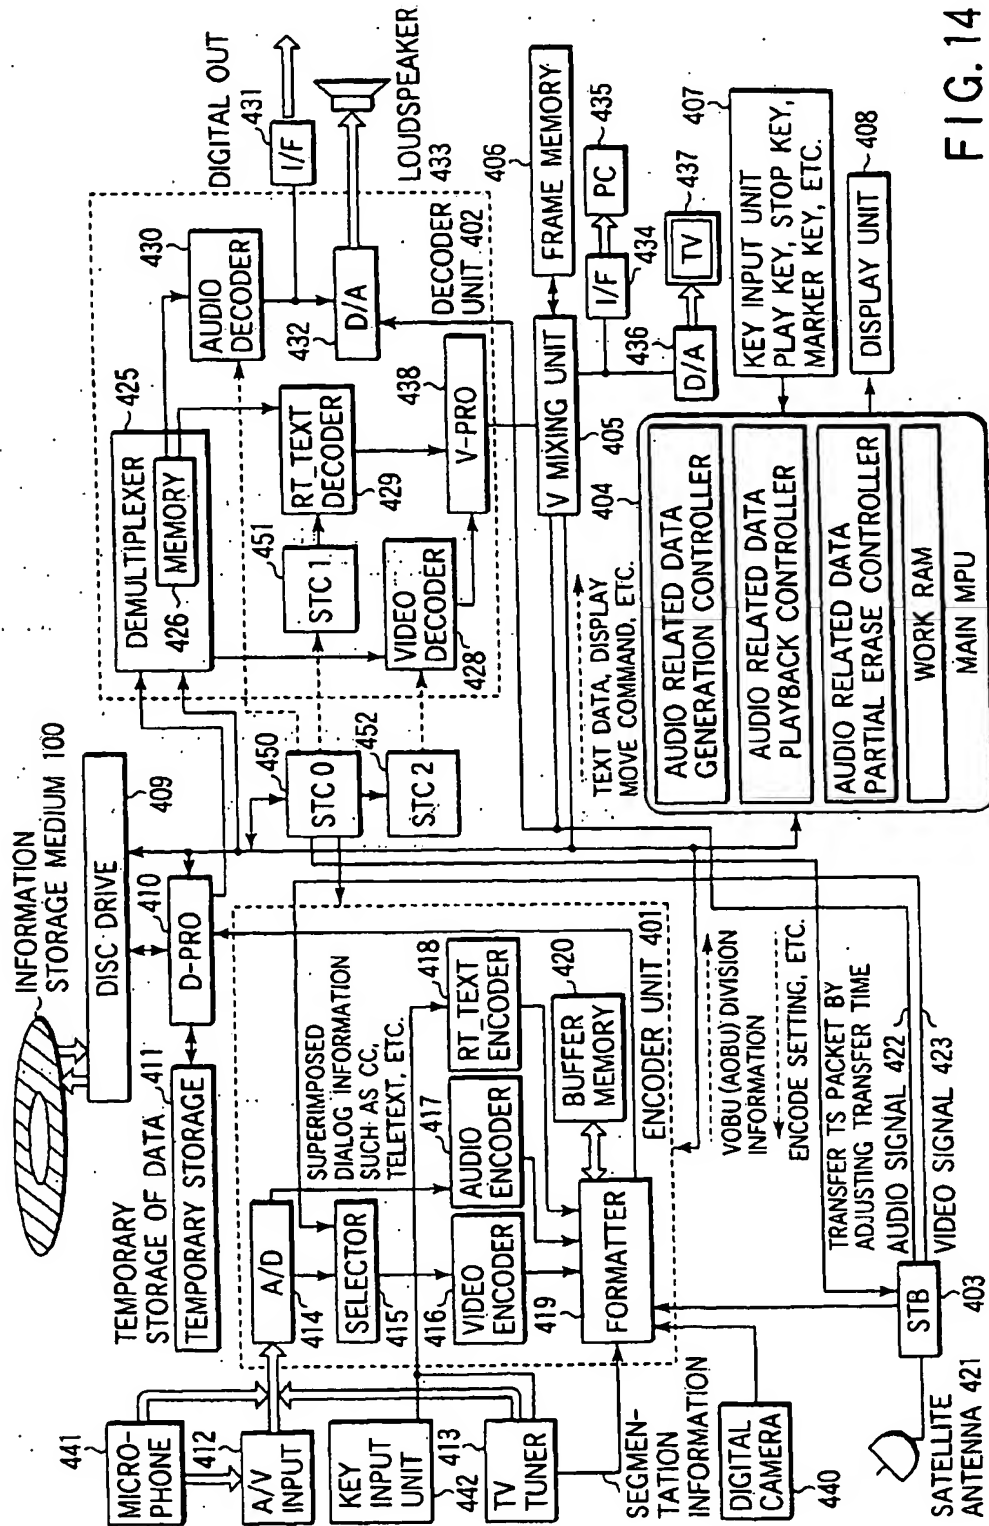 INFORMATION
STORAGE MEDIUM 100
DISC DRIVE
409
TEMPORARY
STORAGE OF DATA
411
TEMPORARY STORAGE
410
D-PRO
441
MICRO-
PHONE
412
A/V
INPUT
KEY
INPUT
UNIT
442
413
TV
TUNER
SEGMEN-
TATION
INFORMATION
DIGITAL
CAMERA
440
SATELLITE
ANTENNA 421
STB
403
A/D
414
SELECTOR
415
SUPERIMPOSED
DIALOG INFORMATION
SUCH AS CC,
TELETEXT, ETC.
VIDEO
ENCODER
416
AUDIO
ENCODER
417
RT_TEXT
ENCODER
418
FORMATTER
419
BUFFER
MEMORY
420
ENCODER UNIT 401
VOBU (AOBU) DIVISION
INFORMATION
ENCODE SETTING, ETC.
TRANSFER TS PACKET BY
ADJUSTING TRANSFER TIME
AUDIO SIGNAL 422
VIDEO SIGNAL 423
450
STC 0
452
STC 2
451
STC 1
425
DEMULTIPLEXER
MEMORY
426
430
AUDIO
DECODER
RT_TEXT
DECODER
429
VIDEO
DECODER
428
432
D/A
438
V-PRO
DECODER
UNIT 402
DIGITAL OUT
431
I/F
LOUDSPEAKER
433
406
FRAME MEMORY
V MIXING UNIT
405
I/F
434
PC
435
436
D/A
TV
437
TEXT DATA, DISPLAY
MOVE COMMAND, ETC.
404
AUDIO RELATED DATA
GENERATION CONTROLLER
AUDIO RELATED DATA
PLAYBACK CONTROLLER
AUDIO RELATED DATA
PARTIAL ERASE CONTROLLER
WORK RAM
MAIN MPU
KEY INPUT UNIT
PLAY KEY, STOP KEY,
MARKER KEY, ETC.
407
DISPLAY UNIT
408
FIG. 14